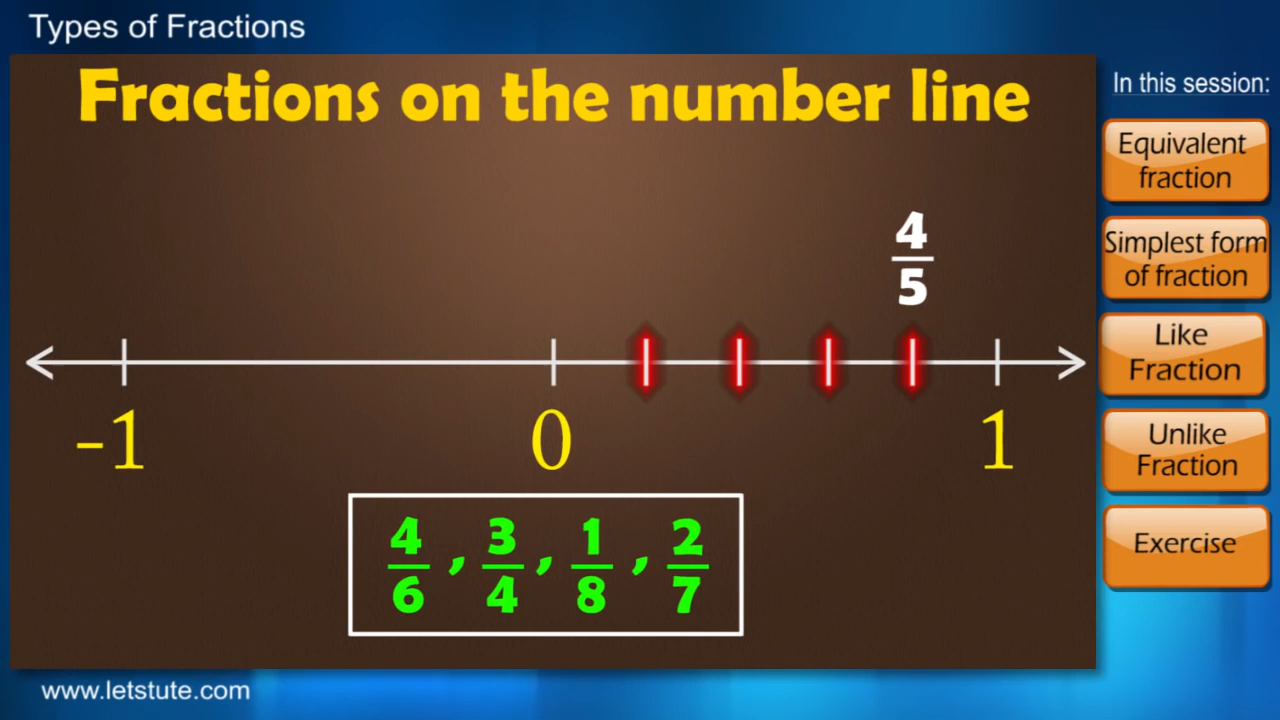 Types of Fractions
Fractions on the number line
4
5
-1 0 1
4/6 , 3/4 , 1/8 , 2/7
In this session:
Equivalent
fraction
Simplest form
of fraction
Like
Fraction
Unlike
Fraction
Exercise
www.letstute.com